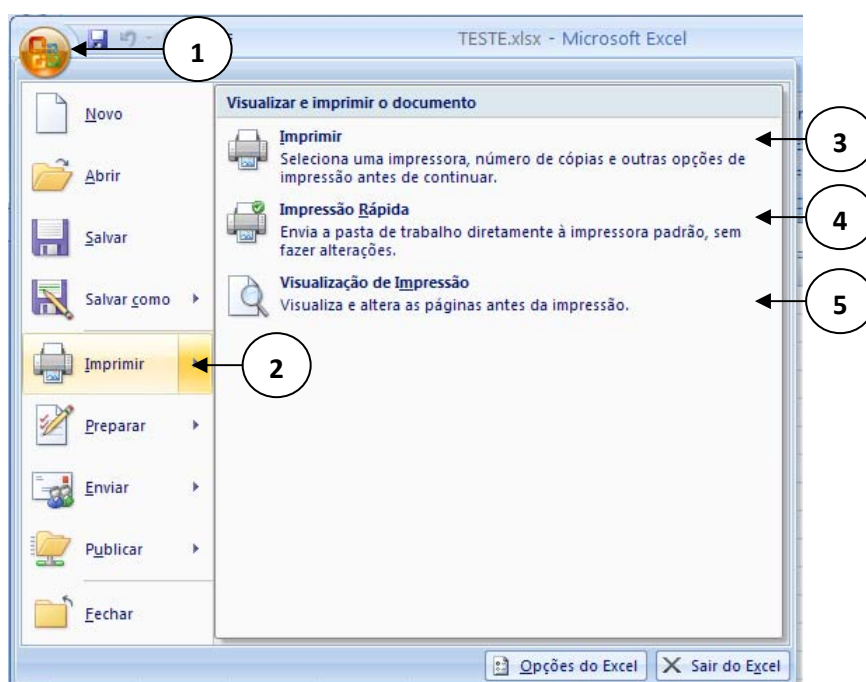 TESTE.xlsx - Microsoft Excel
1
Novo
Abrir
Salvar
Salvar como
Imprimir
2
Preparar
Enviar
Publicar
Fechar
Visualizar e imprimir o documento
Imprimir
Seleciona uma impressora, número de cópias e outras opções de
impressão antes de continuar.
3
Impressão Rápida
Envia a pasta de trabalho diretamente à impressora padrão, sem
fazer alterações.
4
Visualização de Impressão
Visualiza e altera as páginas antes da impressão.
5
Opções do Excel
Sair do Excel